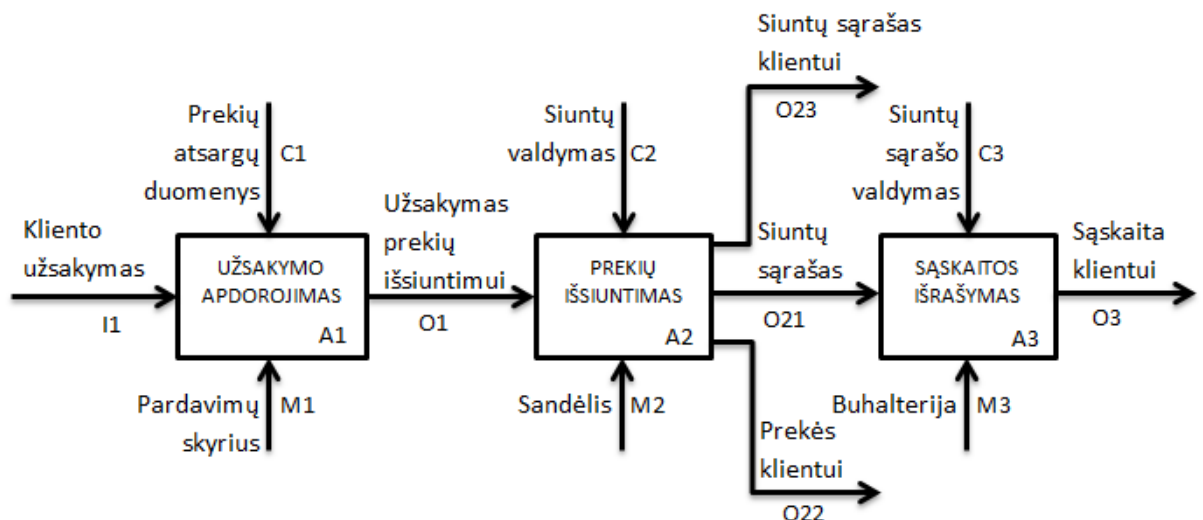 Siuntų sąrašas
klientui
O23
Prekių
atsargų
duomenys
C1
Siuntų
valdymas
C2
Siuntų
sąrašo
valdymas
C3
Kliento
užsakymas
I1
UŽSAKYMO
APDOROJIMAS
A1
Užsakymas
prekių
išsiuntimui
O1
PREKIŲ
IŠSIUNTIMAS
A2
Siuntų
sąrašas
O21
SĄSKAITOS
IŠRAŠYMAS
A3
Sąskaita
klientui
O3
Pardavimų
skyrius
M1
Sandėlis
M2
Buhalterija
M3
Prekės
klientui
O22